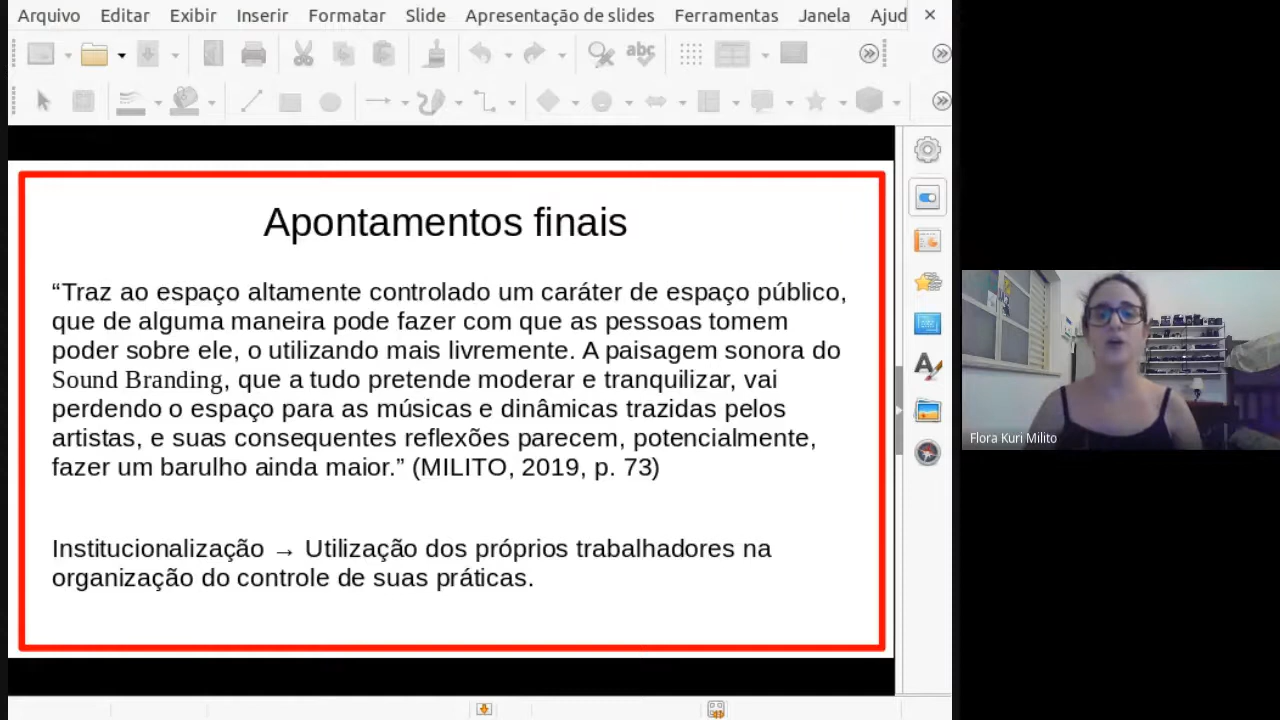 Arquivo Editar Exibir Inserir Formatar Slide Apresentação de slides Ferramentas Janela Ajud
abc
Apontamentos finais
“Traz ao espaço altamente controlado um caráter de espaço público,
que de alguma maneira pode fazer com que as pessoas tomem
poder sobre ele, o utilizando mais livremente. A paisagem sonora do
Sound Branding, que a tudo pretende moderar e tranquilizar, vai
perdendo o espaço para as músicas e dinâmicas trazidas pelos
artistas, e suas consequentes reflexões parecem, potencialmente,
fazer um barulho ainda maior.” (MILITO, 2019, p. 73)
Institucionalização → Utilização dos próprios trabalhadores na
organização do controle de suas práticas.
Flora Kuri Milito